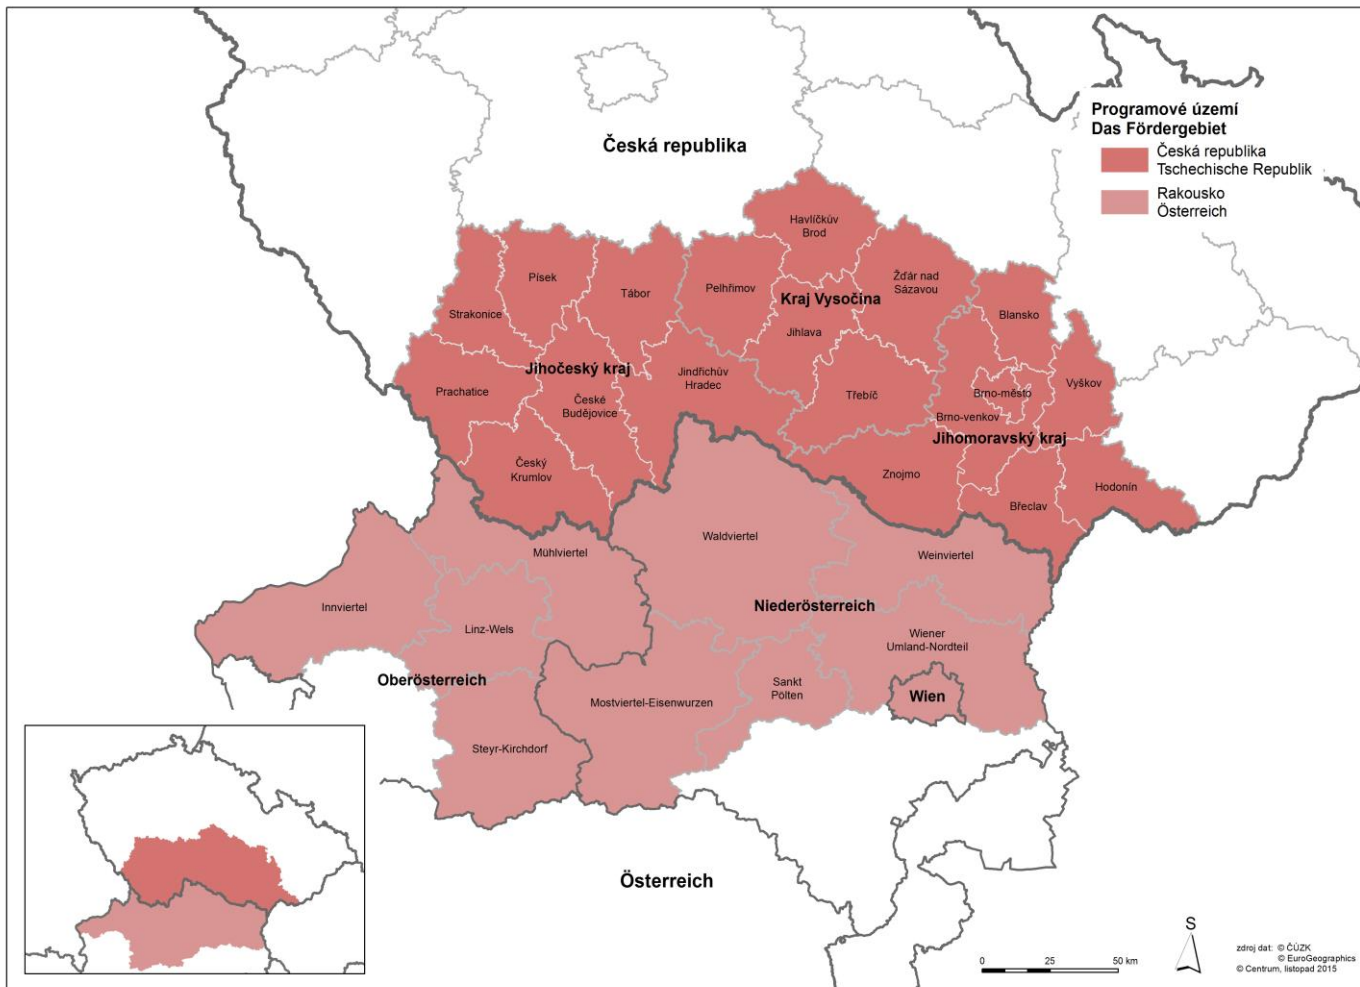 Programové území
Das Fördergebiet
Česká republika
Tschechische Republik
Rakousko
Österreich
Česká republika
Havlíčkův
Brod
Písek
Tábor
Pelhřimov
Žďár nad
Sázavou
Kraj Vysočina
Strakonice
Blansko
Jihlava
Jihočeský kraj
Jindřichův
Hradec
Prachatice
Vyškov
Třebíč
Brno-město
České
Budějovice
Brno-venkov
Jihomoravský kraj
Český
Krumlov
Znojmo
Hodonín
Břeclav
Waldviertel
Mühlviertel
Weinviertel
Innviertel
Niederösterreich
Linz-Wels
Wiener
Umland-Nordteil
Oberösterreich
Sankt
Pölten
Mostviertel-Eisenwurzen
Wien
Steyr-Kirchdorf
Österreich
S
0 25 50 km
zdroj dat: © ČÚZK
© EuroGeographics
© Centrum, listopad 2015